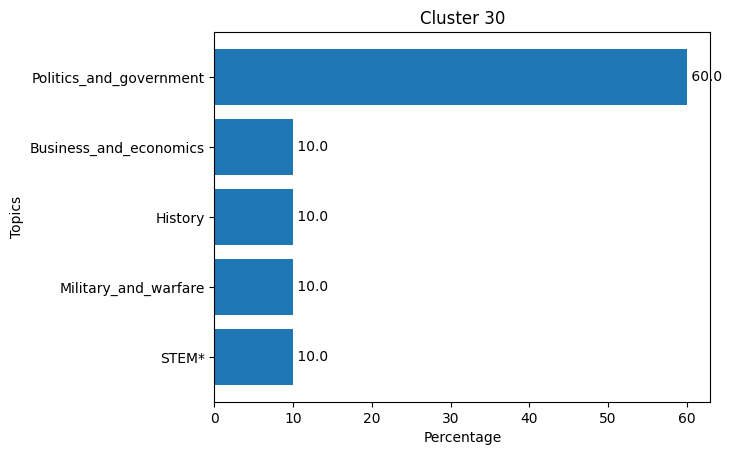 Cluster 30
Politics_and_government 60.0
Business_and_economics 10.0
History 10.0
Military_and_warfare 10.0
STEM* 10.0
Topics
0 10 20 30 40 50 60
Percentage